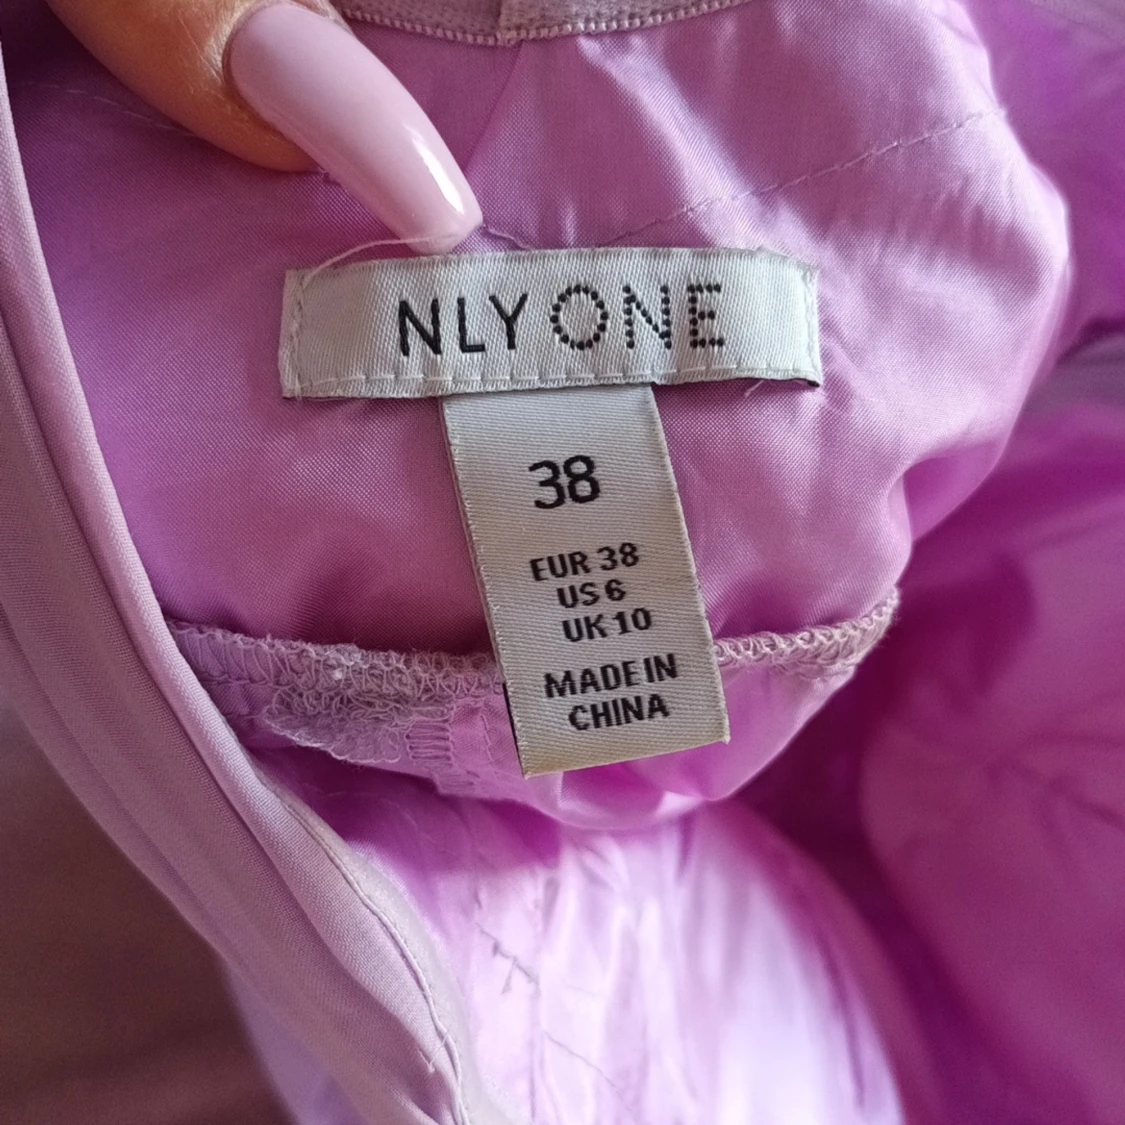 NLY ONE
38
EUR 38
US 6
UK 10
MADE IN
CHINA